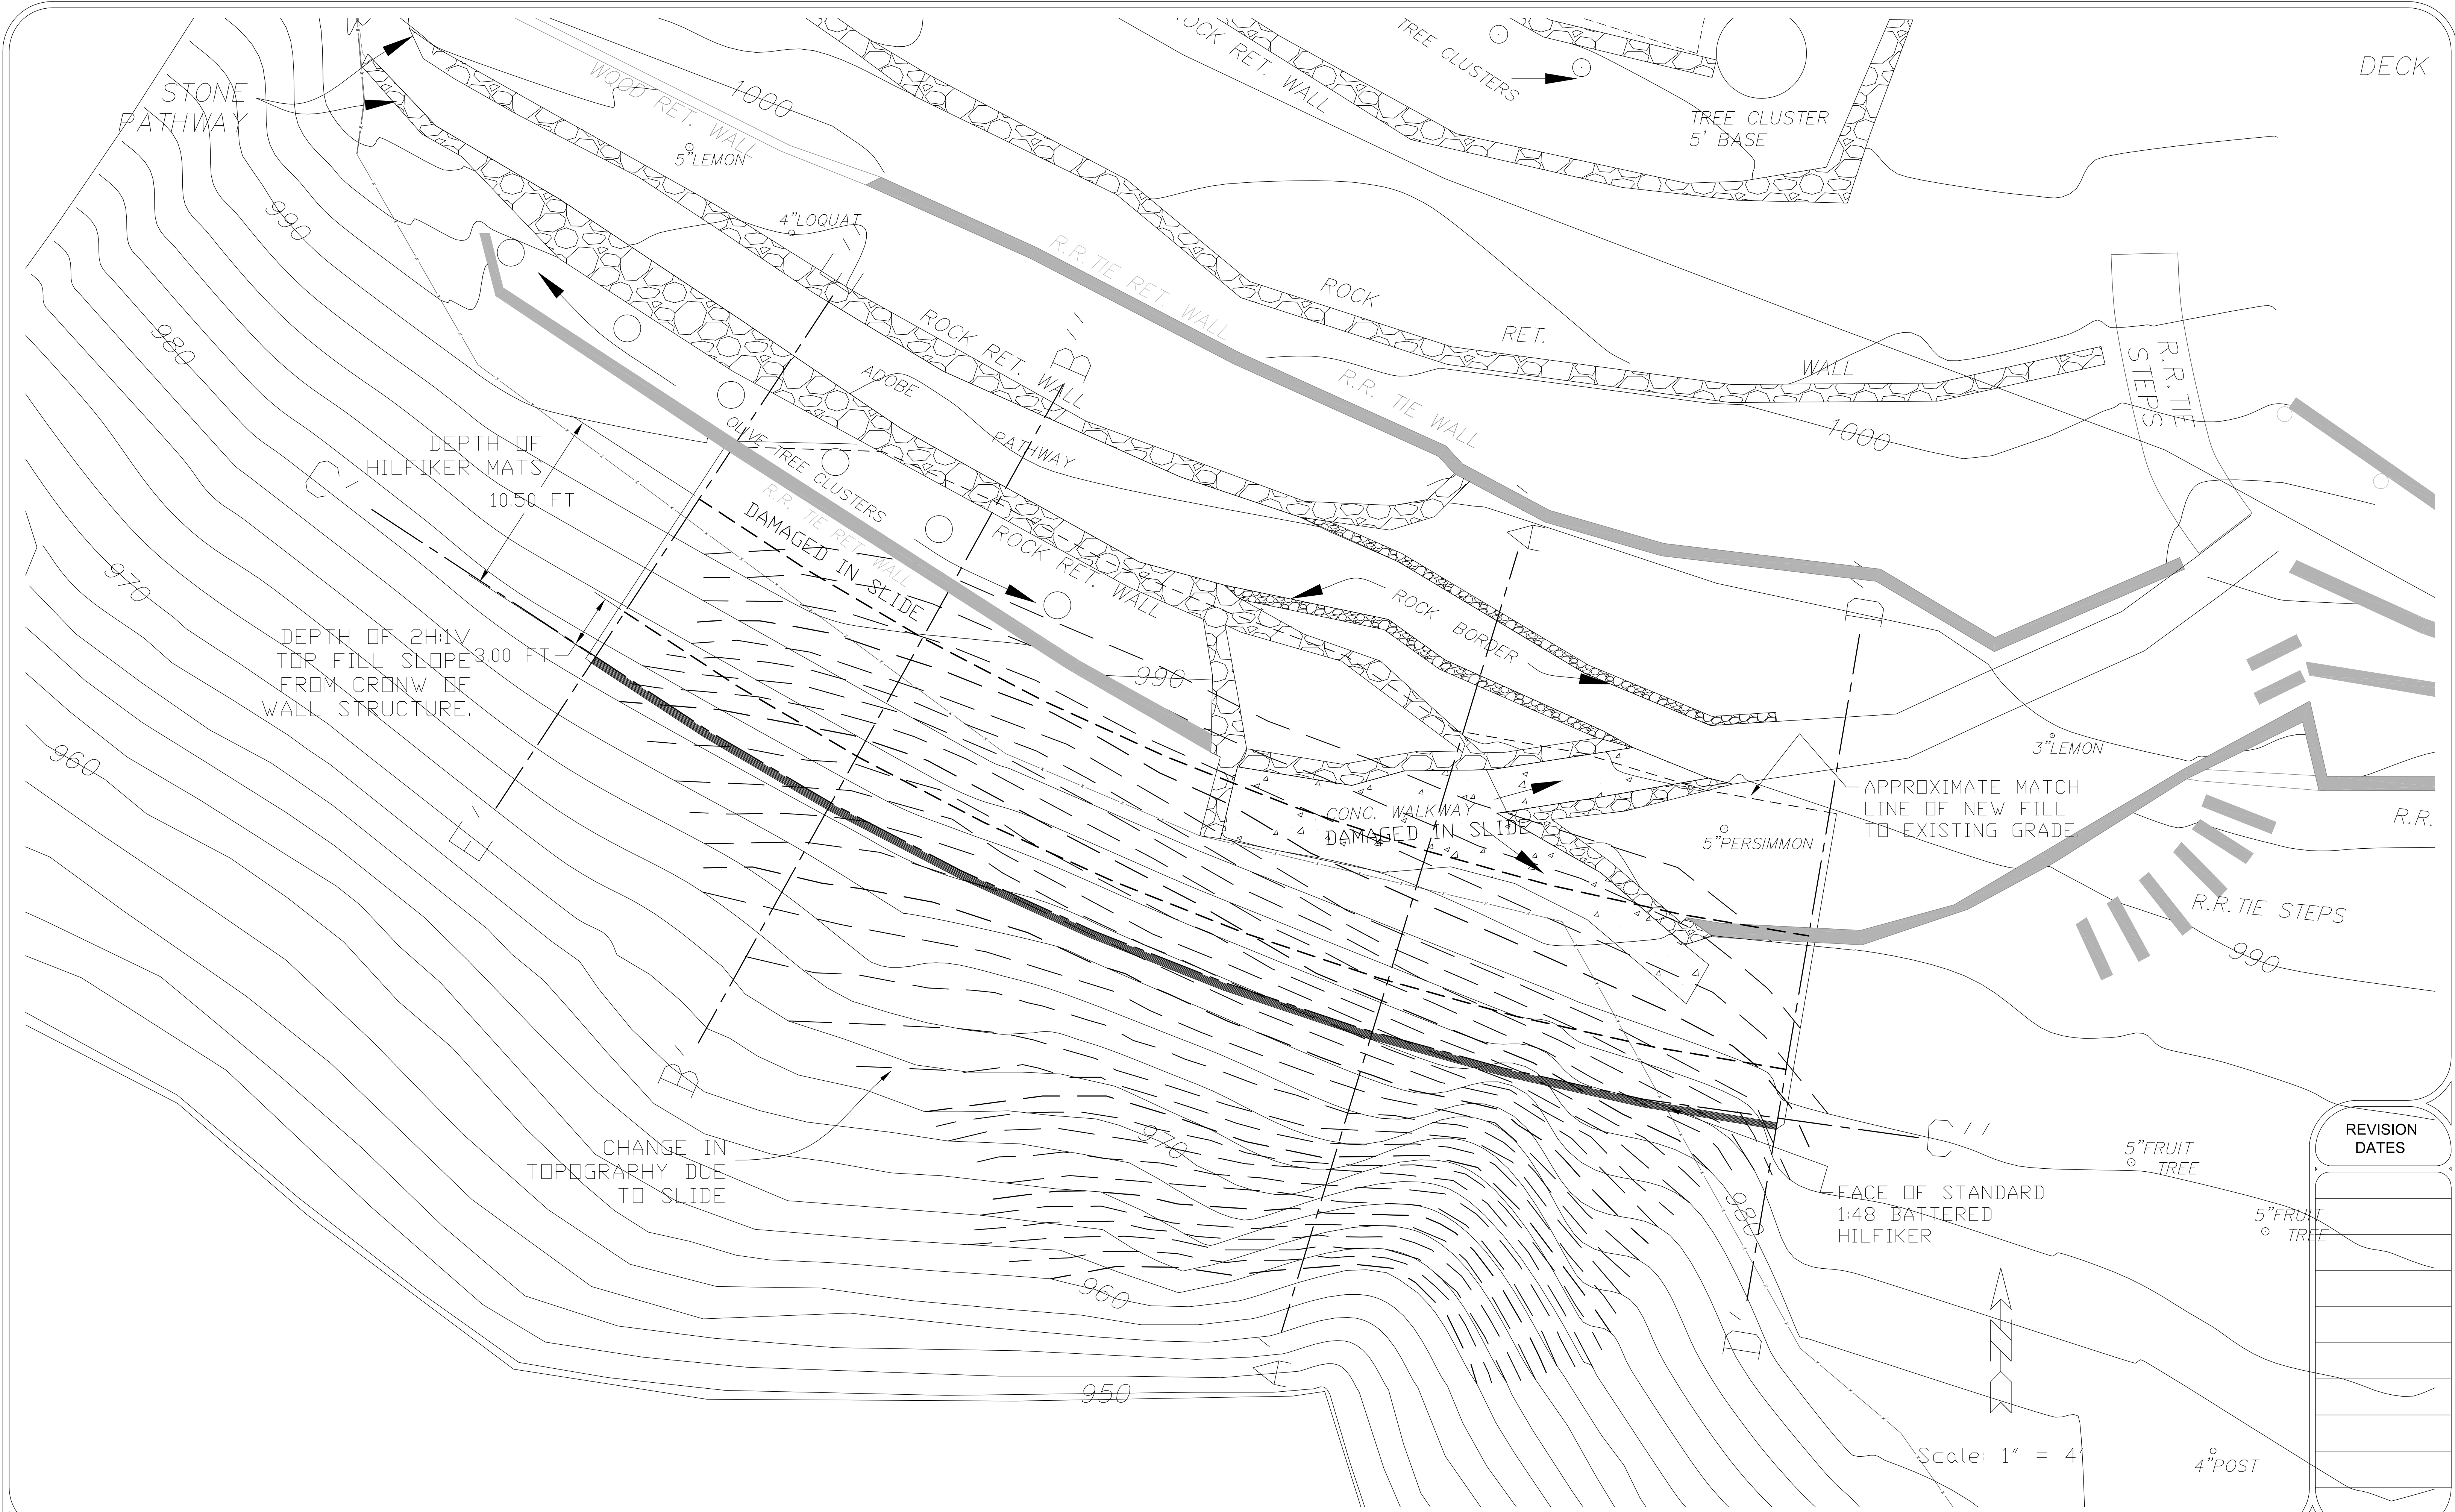 STONE
PATHWAY
WOOD RET. WALL
1000
5"LEMON
4"LOQUAT
ROCK RET. WALL
TREE CLUSTERS
TREE CLUSTER
5' BASE
DECK
990
980
970
960
R.R.TIE RET. WALL
ROCK
RET.
WALL
R.R. TIE WALL
1000
R.R.TIE
STEPS
E'
B'
ROCK RET. WALL
ADOBE
PATHWAY
OLIVE TREE CLUSTERS
R.R. TIE RET. WALL
DAMAGED IN SLIDE
ROCK RET. WALL
DEPTH OF
HILFIKER MATS
10.50 FT
C'
DEPTH OF 2H:1V
TOP FILL SLOPE
FROM CRONW OF
WALL STRUCTURE.
3.00 FT
A'
D'
ROCK BORDER
990
CONC. WALKWAY
DAMAGED IN SLIDE
5"PERSIMMON
3"LEMON
APPROXIMATE MATCH
LINE OF NEW FILL
TO EXISTING GRADE.
R.R.
R.R.TIE STEPS
990
E'
B'
CHANGE IN
TOPOGRAPHY DUE
TO SLIDE
970
C''
980
FACE OF STANDARD
1:48 BATTERED
HILFIKER
5"FRUIT
TREE
5"FRUIT
TREE
REVISION
DATES
960
A'
D'
950
N
Scale: 1" = 4'
4"POST